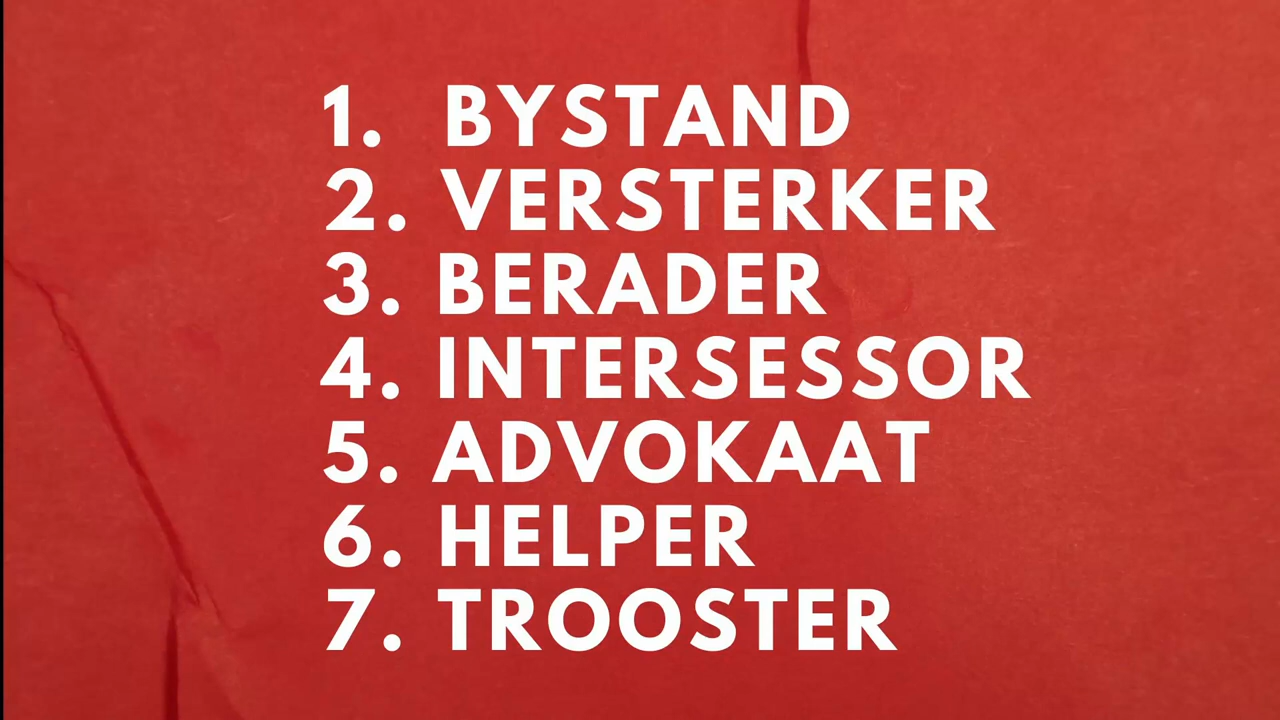 1. BYSTAND
2. VERSTERKER
3. BERADER
4. INTERSESSOR
5. ADVOKAAT
6. HELPER
7. TROOSTER